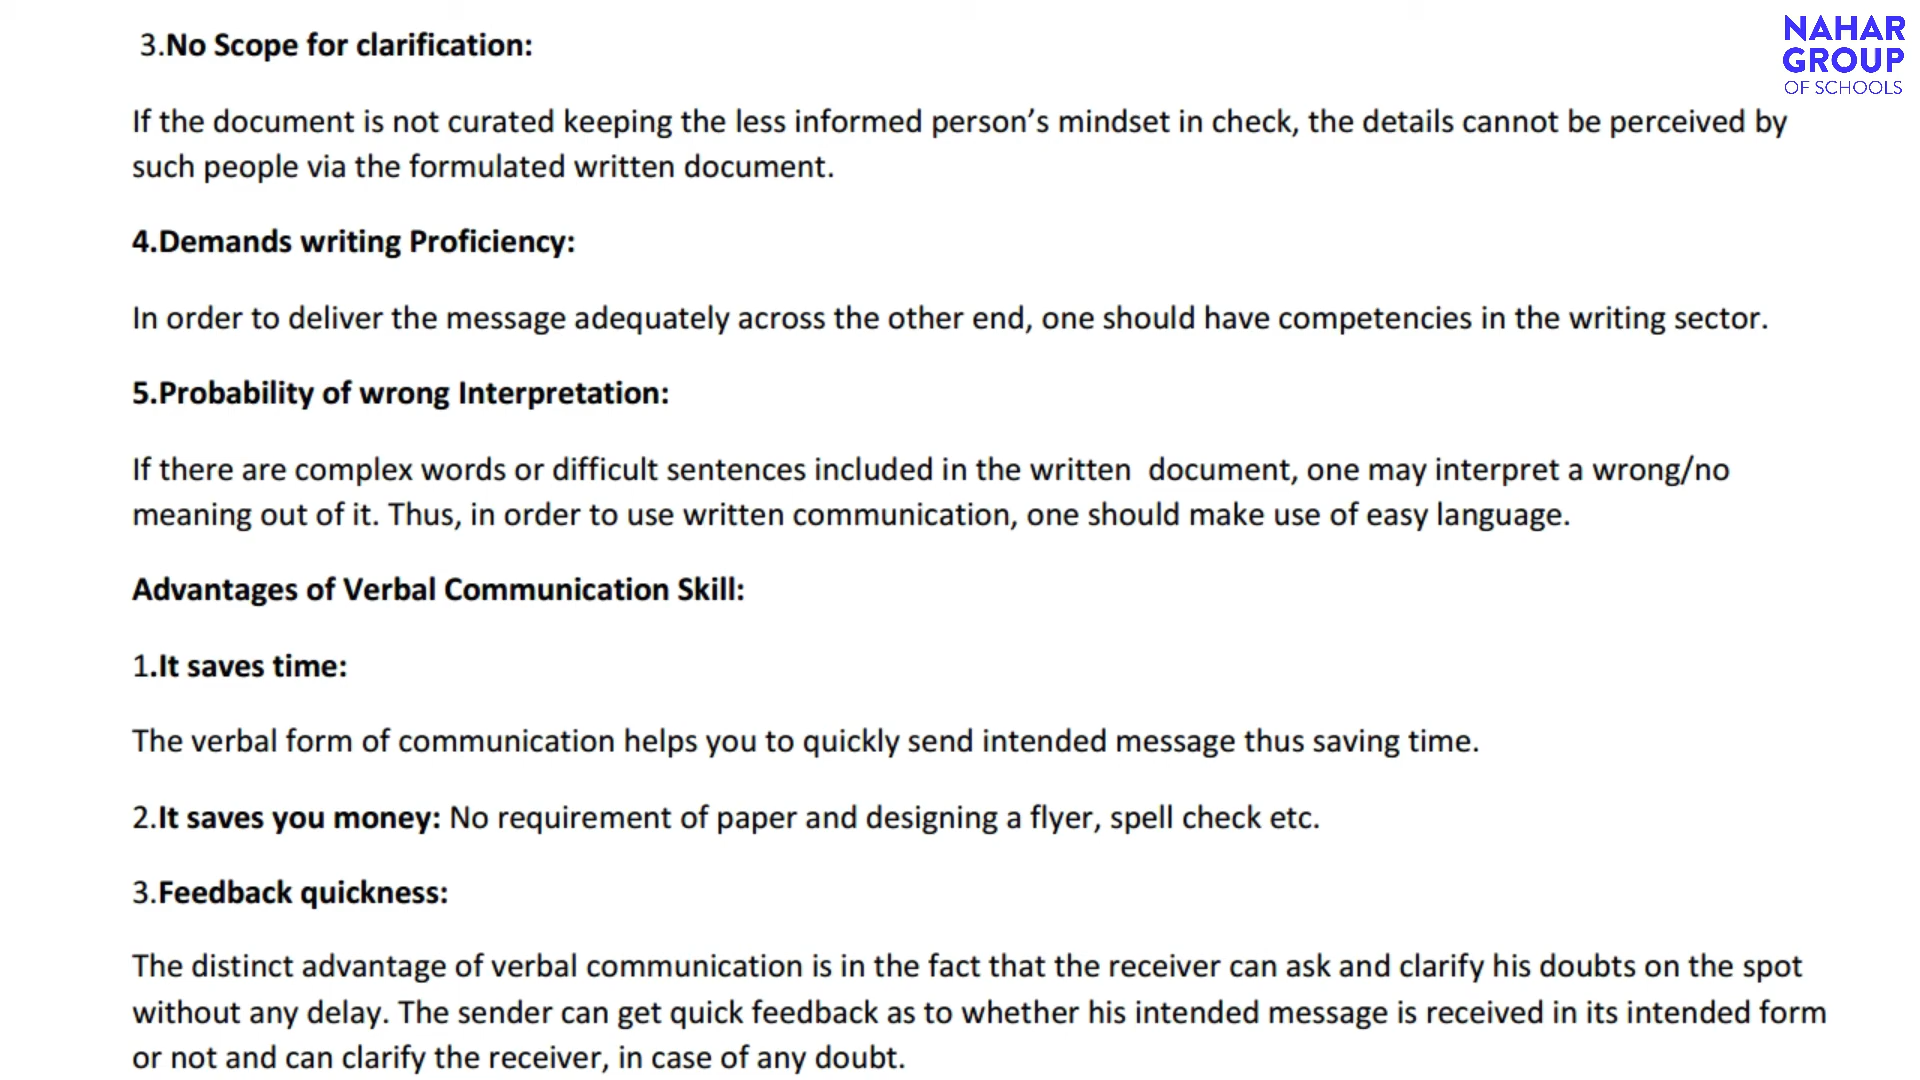 NAHAR
GROUP
OF SCHOOLS
3.No Scope for clarification:
If the document is not curated keeping the less informed person’s mindset in check, the details cannot be perceived by
such people via the formulated written document.
4.Demands writing Proficiency:
In order to deliver the message adequately across the other end, one should have competencies in the writing sector.
5.Probability of wrong Interpretation:
If there are complex words or difficult sentences included in the written  document, one may interpret a wrong/no
meaning out of it. Thus, in order to use written communication, one should make use of easy language.
Advantages of Verbal Communication Skill:
1.It saves time:
The verbal form of communication helps you to quickly send intended message thus saving time.
2.It saves you money: No requirement of paper and designing a flyer, spell check etc.
3.Feedback quickness:
The distinct advantage of verbal communication is in the fact that the receiver can ask and clarify his doubts on the spot
without any delay. The sender can get quick feedback as to whether his intended message is received in its intended form
or not and can clarify the receiver, in case of any doubt.